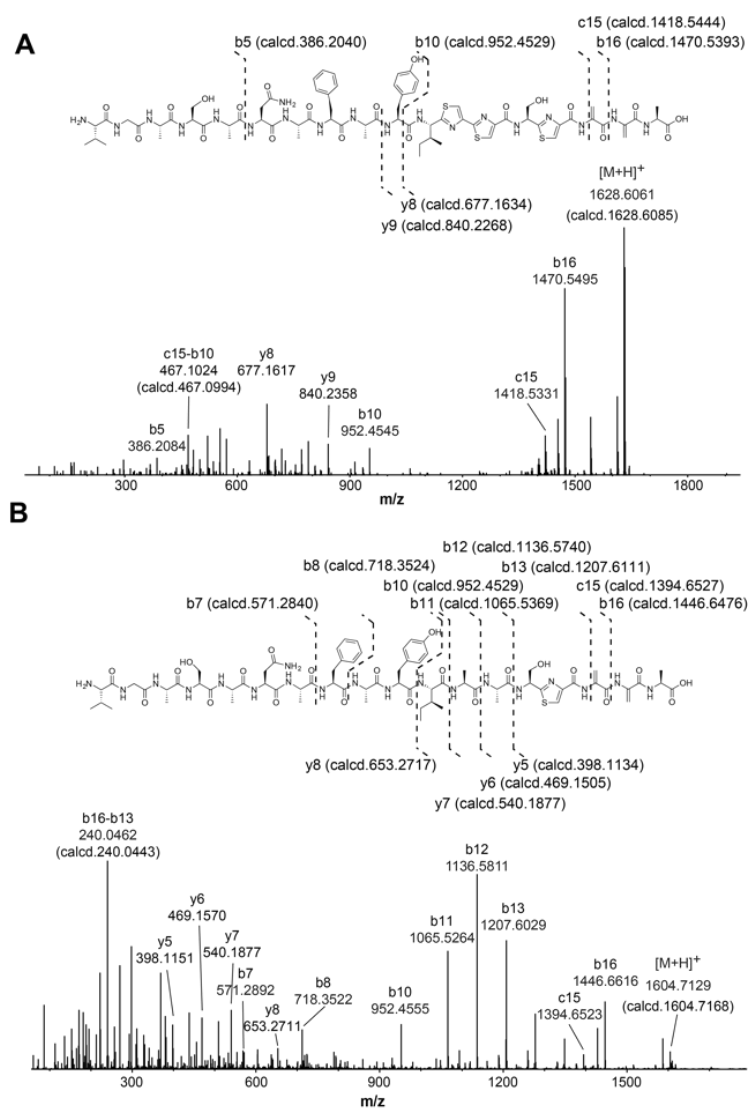 A
c15 (calcd.1418.5444)
b5 (calcd.386.2040)
b10 (calcd.952.4529)
b16 (calcd.1470.5393)
OH
OH
NH2
OH
H2N
OH
y8 (calcd.677.1634)
y9 (calcd.840.2268)
[M+H]+
1628.6061
(calcd.1628.6085)
b16
1470.5495
c15-b10
467.1024
(calcd.467.0994)
y8
677.1617
y9
840.2358
b10
952.4545
c15
1418.5331
b5
386.2084
300 600 900 1200 1500 1800
m/z
B
b12 (calcd.1136.5740)
b8 (calcd.718.3524)
b13 (calcd.1207.6111)
b10 (calcd.952.4529)
c15 (calcd.1394.6527)
b7 (calcd.571.2840)
b11 (calcd.1065.5369)
b16 (calcd.1446.6476)
OH
HO
NH2
OH
H2N
OH
y8 (calcd.653.2717)
y5 (calcd.398.1134)
y6 (calcd.469.1505)
y7 (calcd.540.1877)
b16-b13
240.0462
(calcd.240.0443)
y6
469.1570
y5
398.1151
y7
540.1877
b7
571.2892
y8
653.2711
b8
718.3522
b10
952.4555
b11
1065.5264
b12
1136.5811
b13
1207.6029
c15
1394.6523
b16
1446.6616
[M+H]+
1604.7129
(calcd.1604.7168)
300 600 900 1200 1500
m/z